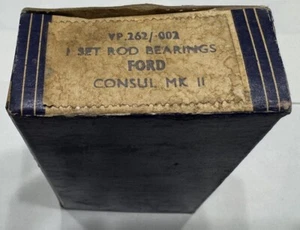 VP.262/-002
1 SET ROD BEARINGS
FORD
CONSUL MK II